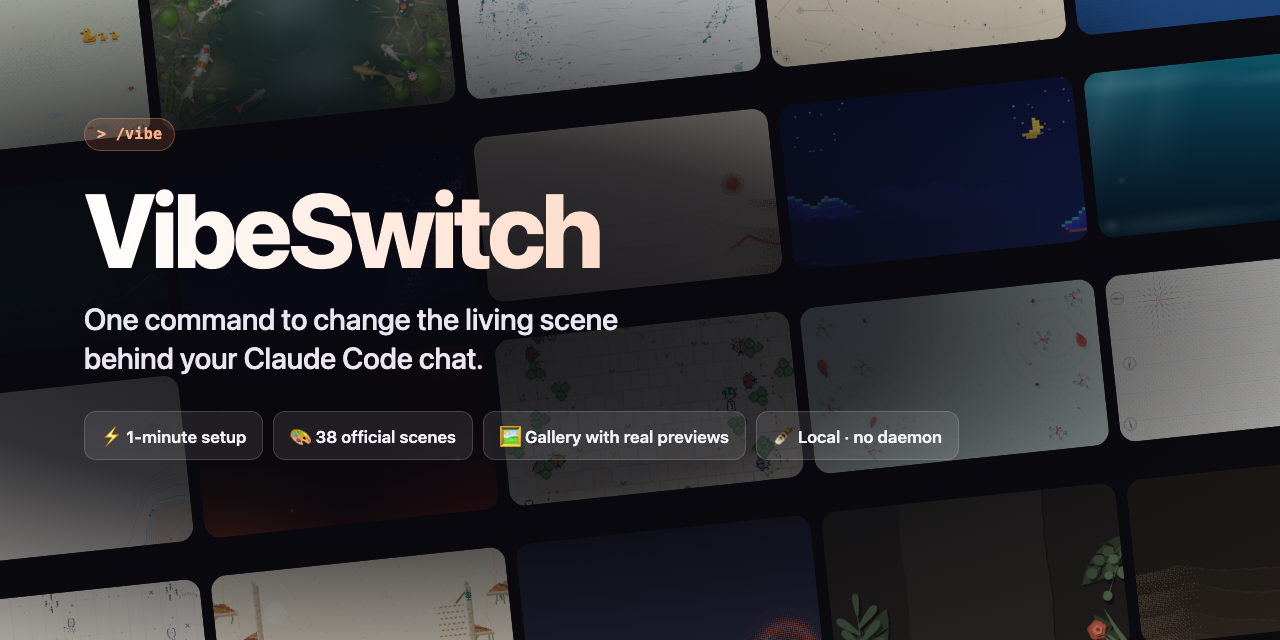 > /vibe
VibeSwitch
One command to change the living scene
behind your Claude Code chat.
⚡ 1-minute setup
🎨 38 official scenes
🖼️ Gallery with real previews
🪶 Local · no daemon